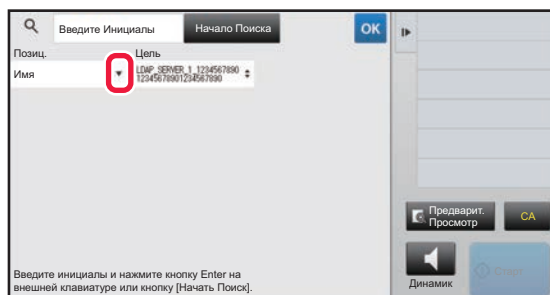 Введите Инициалы
Начало Поиска
OK
Позиц.
Цель
Имя
LDAP_SERVER_1_1234567890
12345678901234567890
Предварит.
Просмотр
CA
Введите инициалы и нажмите кнопку Enter на
внешней клавиатуре или кнопку [Начать Поиск].
Динамик
Старт